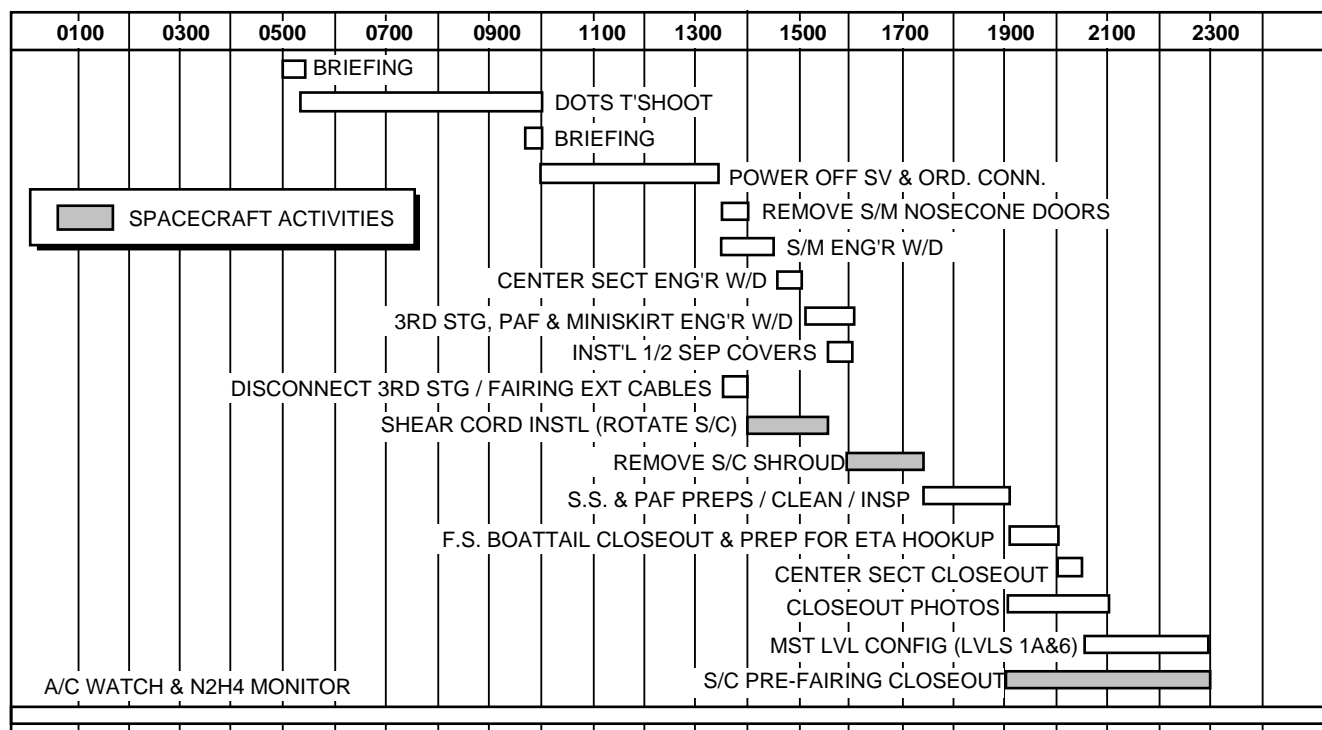 0100 0300 0500 0700 0900 1100 1300 1500 1700 1900 2100 2300
BRIEFING
DOTS T'SHOOT
BRIEFING
POWER OFF SV & ORD. CONN.
SPACECRAFT ACTIVITIES
REMOVE S/M NOSECONE DOORS
S/M ENG'R W/D
CENTER SECT ENG'R W/D
3RD STG, PAF & MINISKIRT ENG'R W/D
INST'L 1/2 SEP COVERS
DISCONNECT 3RD STG / FAIRING EXT CABLES
SHEAR CORD INSTL (ROTATE S/C)
REMOVE S/C SHROUD
S.S. & PAF PREPS / CLEAN / INSP
F.S. BOATTAIL CLOSEOUT & PREP FOR ETA HOOKUP
CENTER SECT CLOSEOUT
CLOSEOUT PHOTOS
MST LVL CONFIG (LVLS 1A&6)
S/C PRE-FAIRING CLOSEOUT
A/C WATCH & N2H4 MONITOR